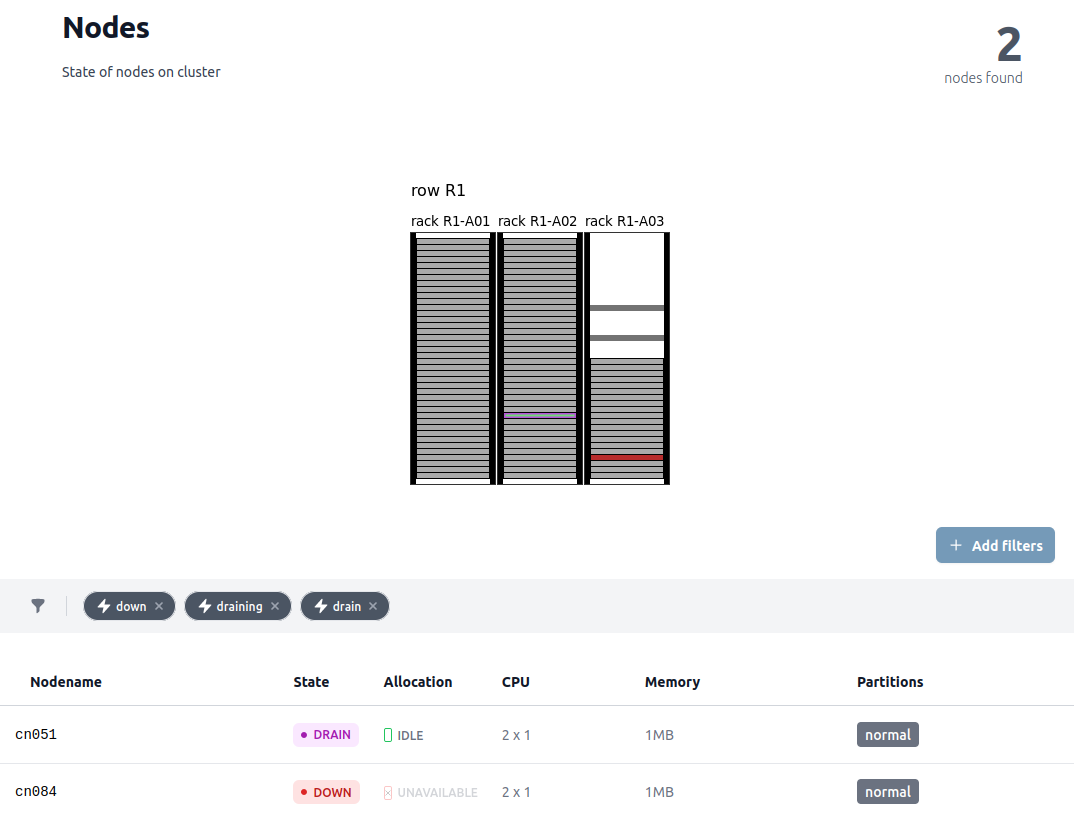 Nodes
2
State of nodes on cluster
nodes found
row R1
rack R1-A01 rack R1-A02 rack R1-A03
Add filters
down draining drain
Nodename State Allocation CPU Memory Partitions
cn051 DRAIN IDLE 2 x 1 1MB normal
cn084 DOWN UNAVAILABLE 2 x 1 1MB normal